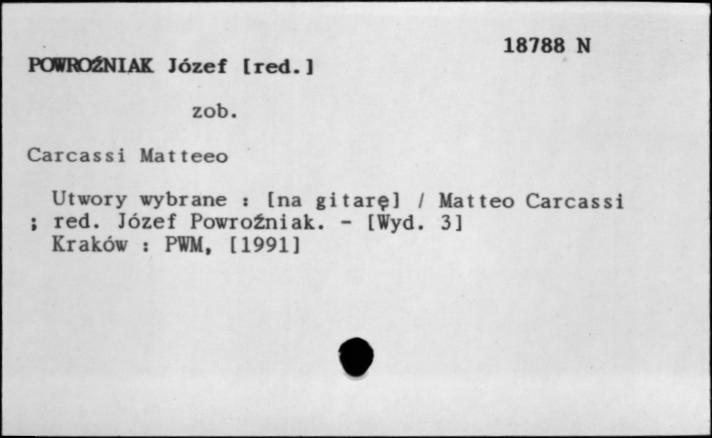 18788 N
POWROŹNIAK Józef [red.]
zob.
Carcassi Matteeo
Utwory wybrane : [na gitarę] / Matteo Carcassi
; red. Józef Powroźniak. - [Wyd. 3]
Kraków : PWM, [1991]